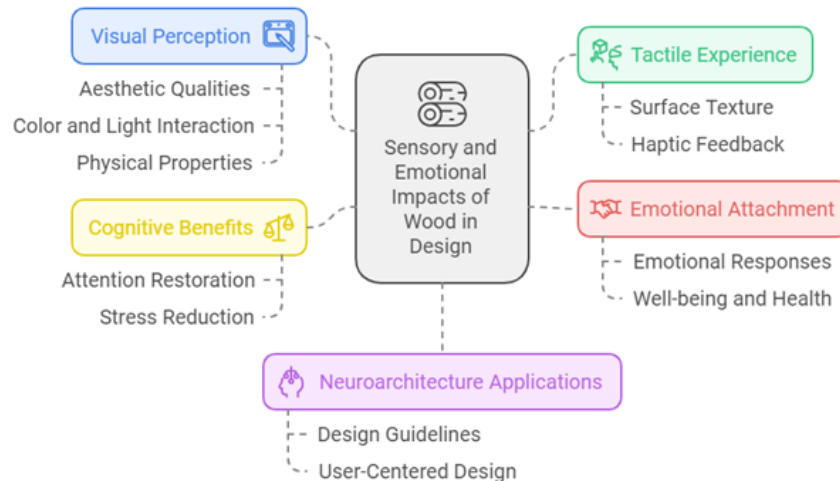 Visual Perception
Aesthetic Qualities
Color and Light Interaction
Physical Properties
Cognitive Benefits
Attention Restoration
Stress Reduction
Sensory and
Emotional
Impacts of
Wood in
Design
Tactile Experience
Surface Texture
Haptic Feedback
Emotional Attachment
Emotional Responses
Well-being and Health
Neuroarchitecture Applications
Design Guidelines
User-Centered Design